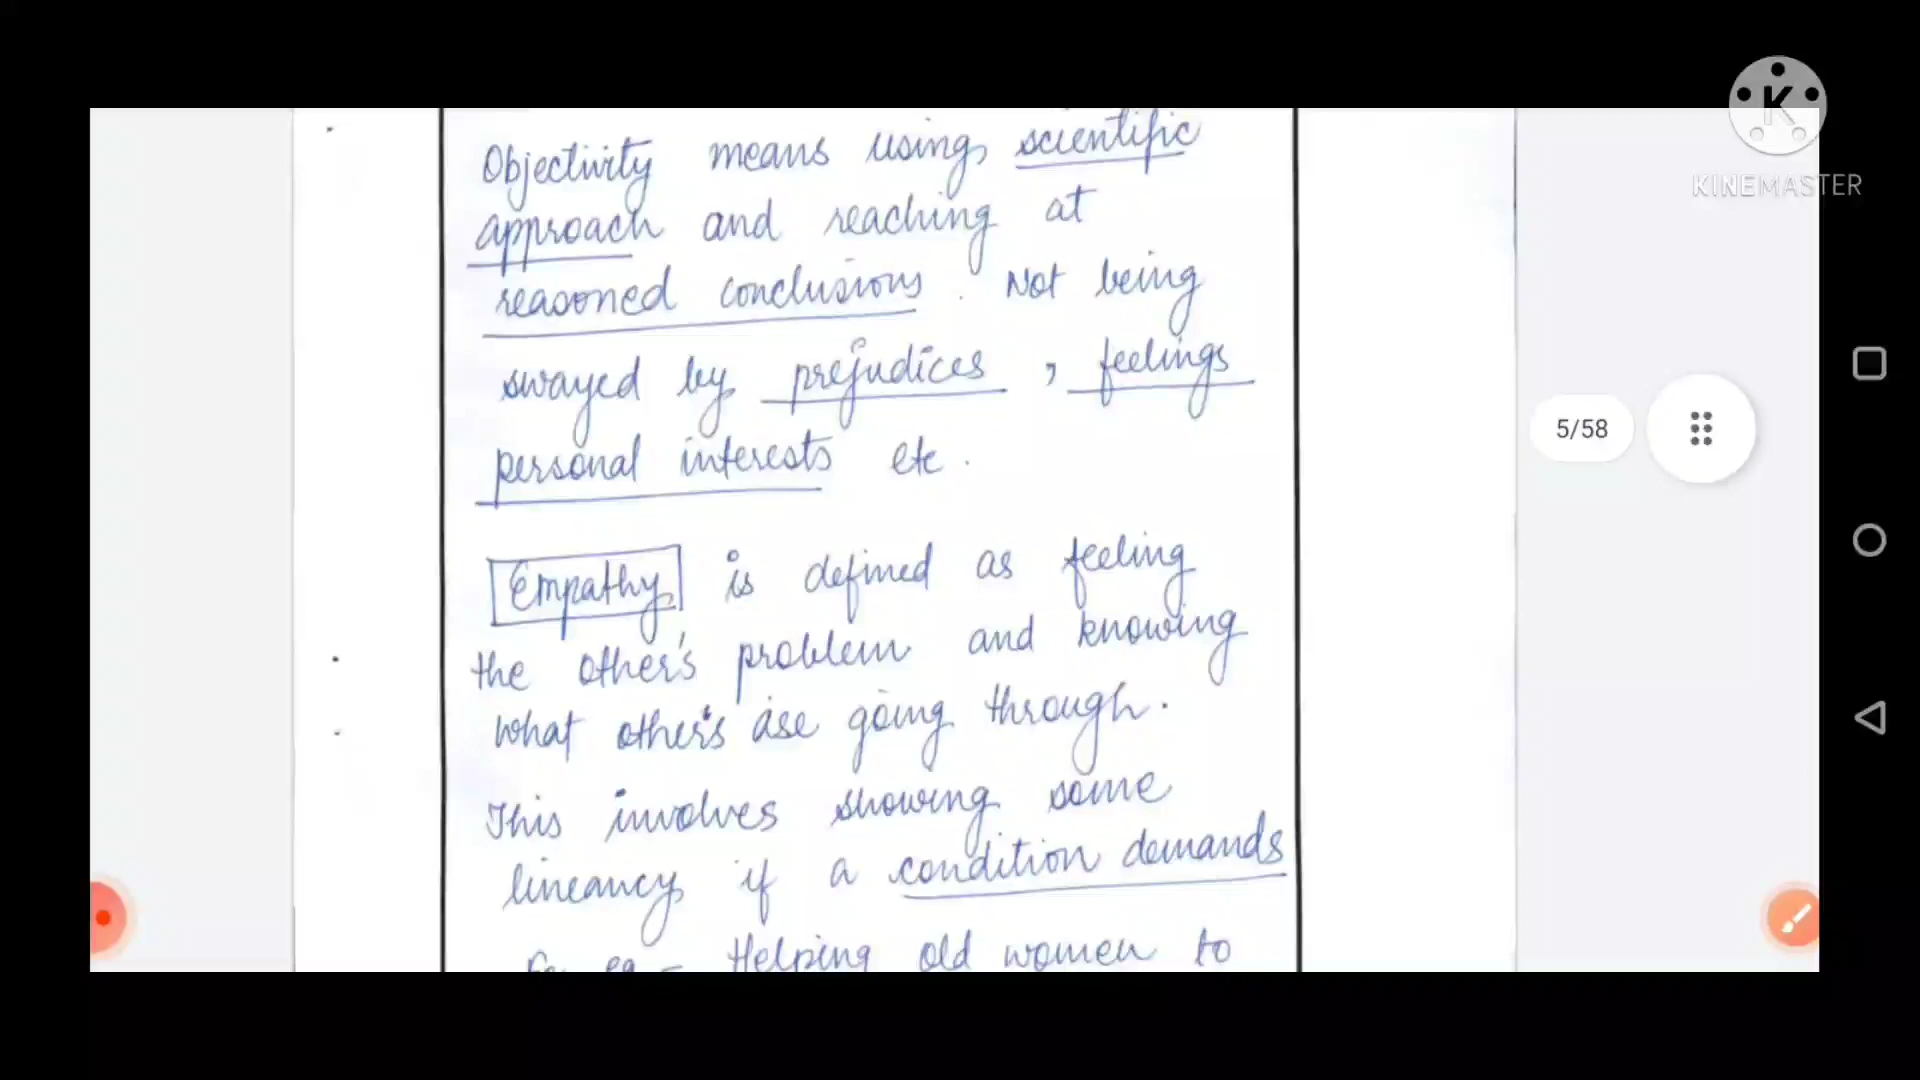 Objectivity means using scientific
approach and reaching at
reasoned conclusions. Not being
swayed by prejudices, feelings
personal interests etc.
Empathy is defined as feeling
the other's problem and knowing
what other's are going through.
This involves showing some
lineancy if a condition demands
Helping old women to
5/58
K
KINEMASTER